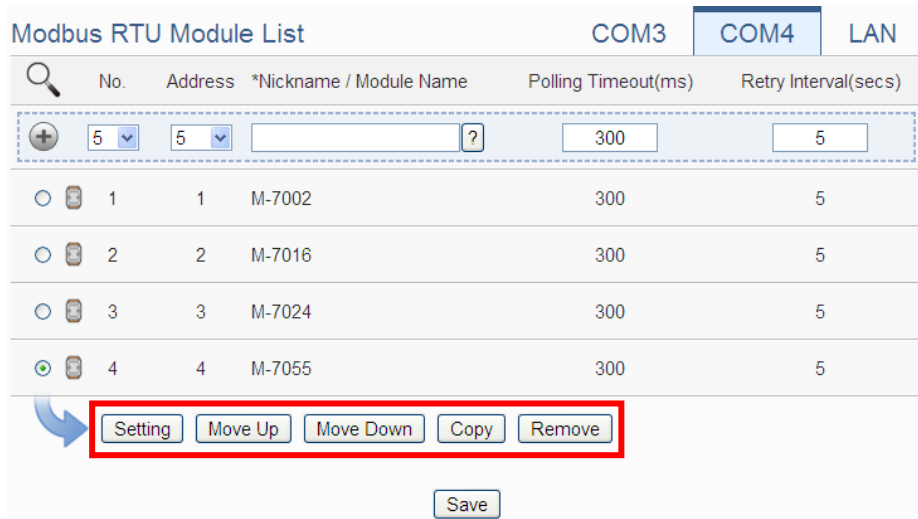 Modbus RTU Module List COM3 COM4 LAN
No. Address *Nickname / Module Name Polling Timeout(ms) Retry Interval(secs)
5 5 ? 300 5
1 1 M-7002 300 5
2 2 M-7016 300 5
3 3 M-7024 300 5
4 4 M-7055 300 5
Setting Move Up Move Down Copy Remove
Save